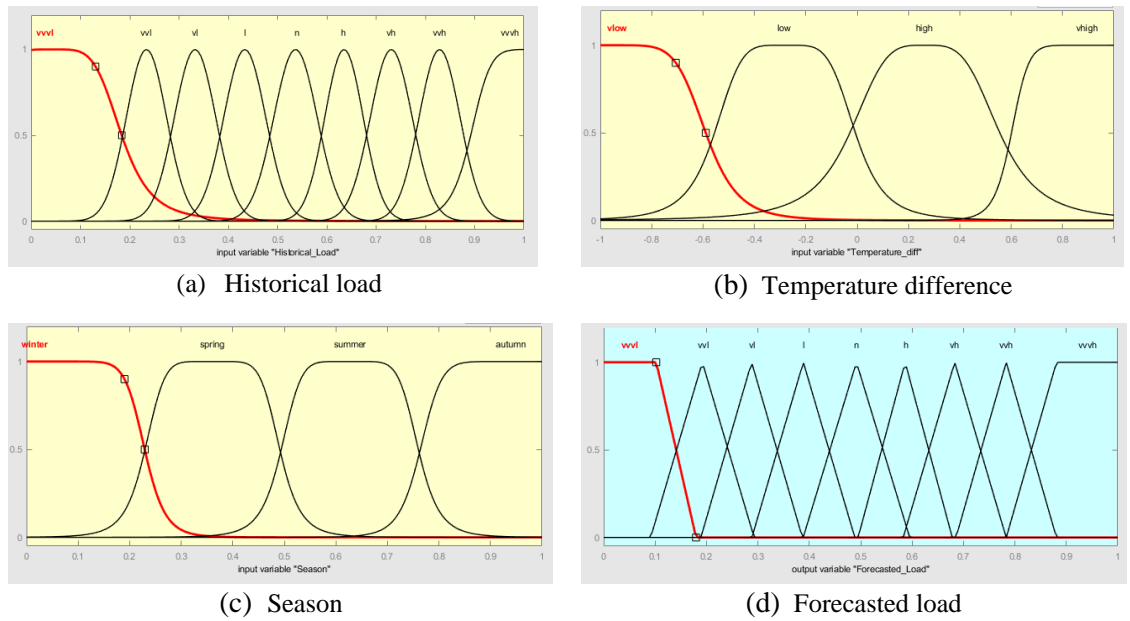 vvvl vvl vl l n h vh vvh vvvh
1
0.5
0
0 0.1 0.2 0.3 0.4 0.5 0.6 0.7 0.8 0.9 1
input variable "Historical_Load"
(a) Historical load
vlow low high vhigh
1
0.5
0
-1 -0.8 -0.6 -0.4 -0.2 0 0.2 0.4 0.6 0.8 1
input variable "Temperature_diff"
(b) Temperature difference
winter spring summer autumn
1
0.5
0
0 0.1 0.2 0.3 0.4 0.5 0.6 0.7 0.8 0.9 1
input variable "Season"
(c) Season
vvvl vvl vl l n h vh vvh vvvh
1
0.5
0
0 0.1 0.2 0.3 0.4 0.5 0.6 0.7 0.8 0.9 1
output variable "Forecasted_Load"
(d) Forecasted load